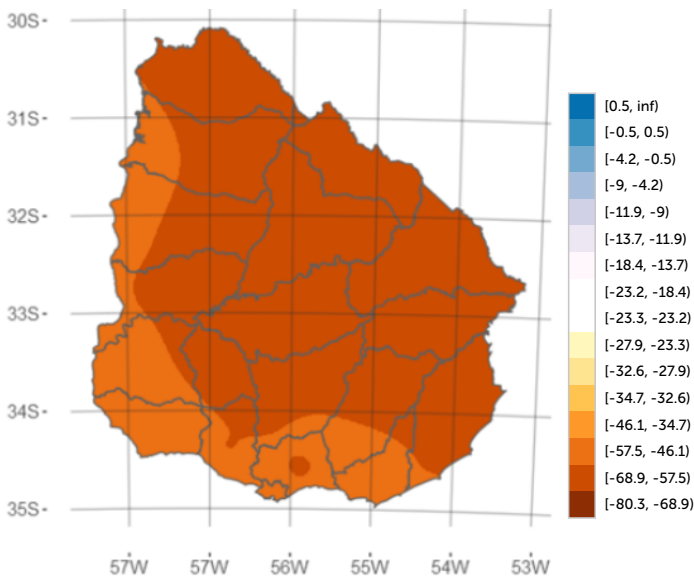 30S-
31S-
32S-
33S-
34S-
35S-
57W 57W 56W 55W 54W 53W
[0.5, inf)
[-0.5, 0.5)
[-4.2, -0.5)
[-9, -4.2)
[-11.9, -9)
[-13.7, -11.9)
[-18.4, -13.7)
[-23.2, -18.4)
[-23.3, -23.2)
[-27.9, -23.3)
[-32.6, -27.9)
[-34.7, -32.6)
[-46.1, -34.7)
[-57.5, -46.1)
[-68.9, -57.5)
[-80.3, -68.9)